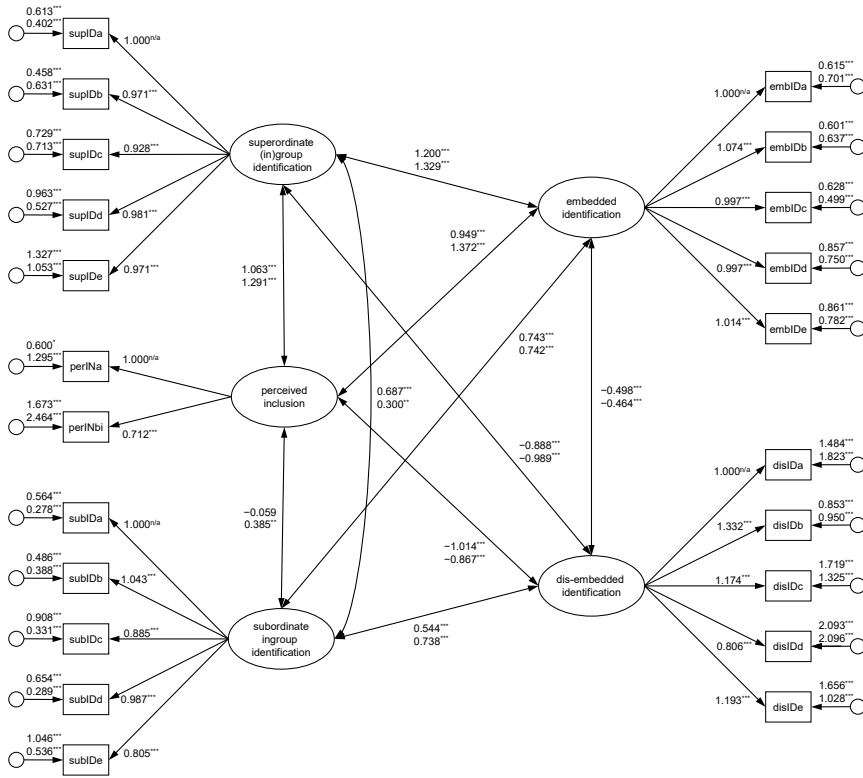 0.613***
0.402***
supIDa
1.000n/a
0.458***
0.631***
supIDb
0.971***
0.729***
0.713***
supIDc
0.928***
0.963***
0.527***
supIDd
0.981***
1.327***
1.053***
supIDe
0.971***
superordinate
(in)group
identification
0.600*
1.295***
perINa
1.000n/a
1.673***
2.464***
perINbi
0.712***
perceived
inclusion
0.564***
0.278***
subIDa
1.000n/a
0.486***
0.388***
subIDb
1.043***
0.908***
0.331***
subIDc
0.885***
0.654***
0.289***
subIDd
0.987***
1.046***
0.536***
subIDe
0.805***
subordinate
ingroup
identification
1.063***
1.291***
−0.059
0.385**
1.200***
1.329***
0.949***
1.372***
0.743***
0.742***
0.687***
0.300**
−0.888***
−0.989***
−1.014***
−0.867***
0.544***
0.738***
−0.498***
−0.464***
embedded
identification
1.000n/a
embIDa
0.615***
0.701***
1.074***
embIDb
0.601***
0.637***
0.997***
embIDc
0.628***
0.499***
0.997***
embIDd
0.857***
0.750***
1.014***
embIDe
0.861***
0.782***
dis-embedded
identification
1.000n/a
disIDa
1.484***
1.823***
1.332***
disIDb
0.853***
0.950***
1.174***
disIDc
1.719***
1.325***
0.806***
disIDd
2.093***
2.096***
1.193***
disIDe
1.656***
1.028***